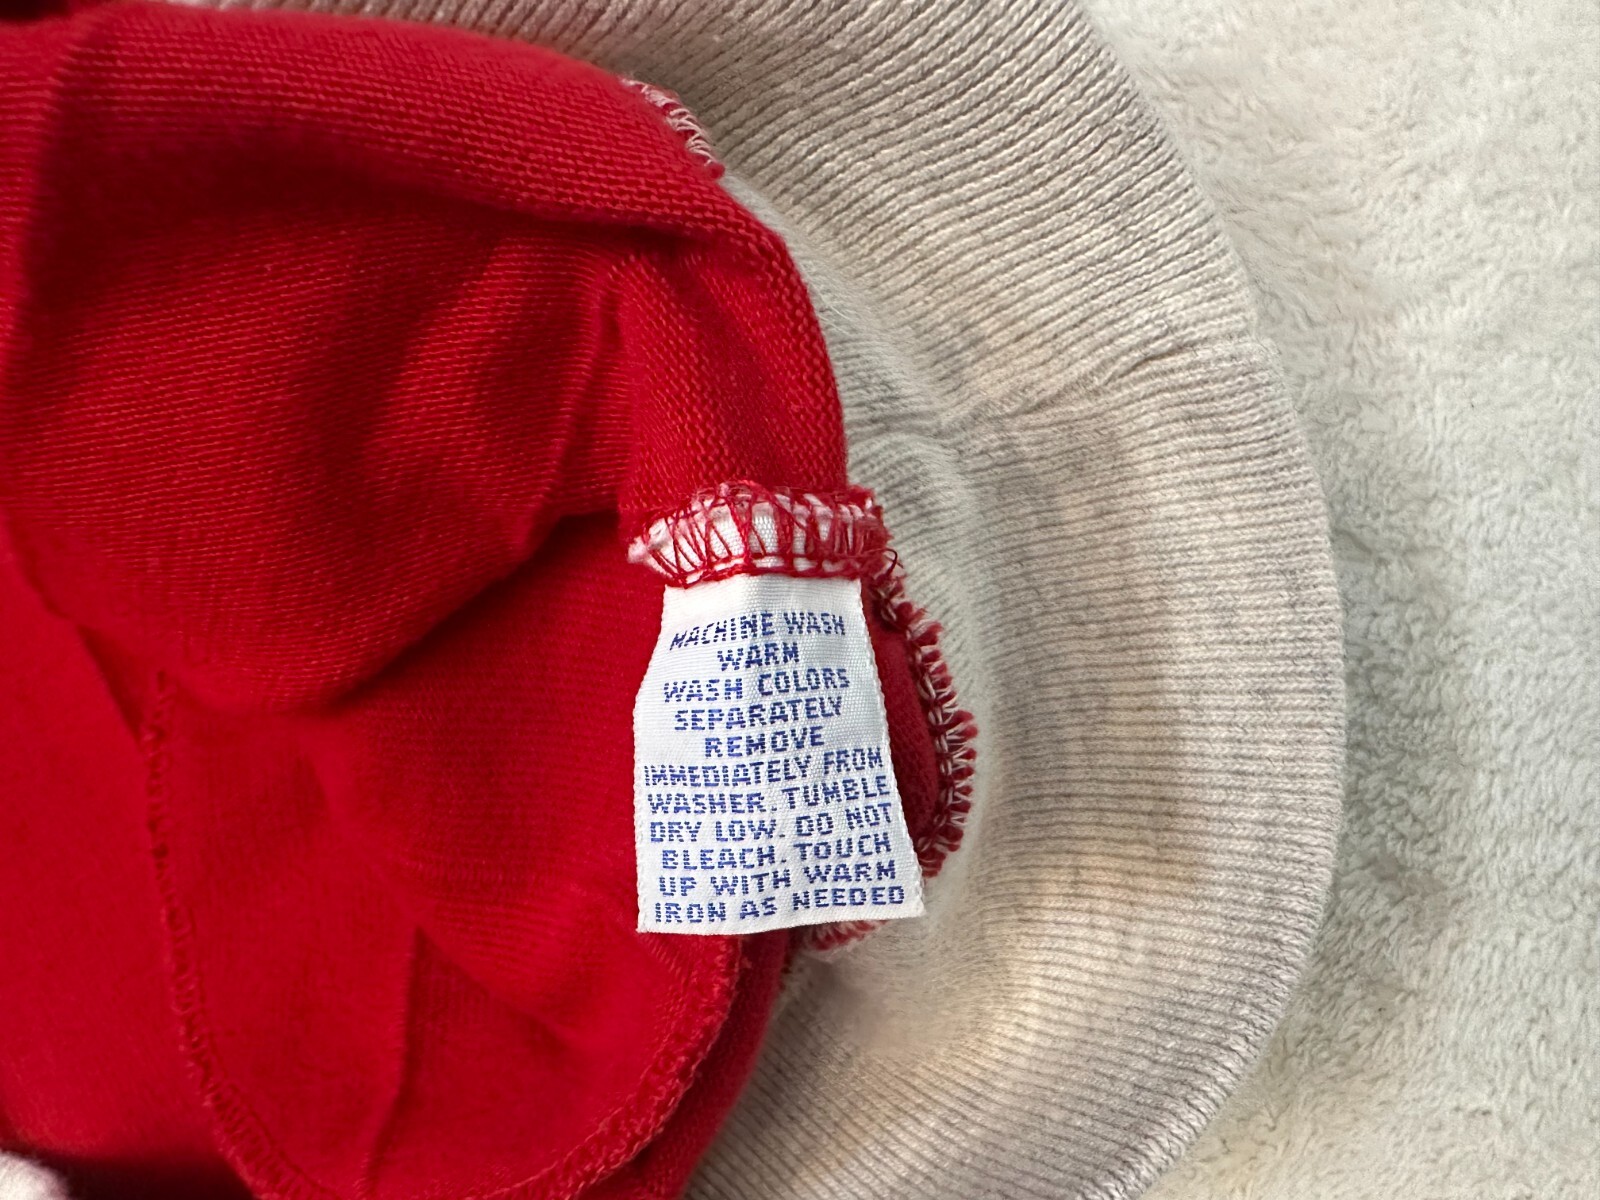 MACHINE WASH
WARM
WASH COLORS
SEPARATELY
REMOVE
IMMEDIATELY FROM
WASHER. TUMBLE
DRY LOW. DO NOT
BLEACH. TOUCH
UP WITH WARM
IRON AS NEEDED